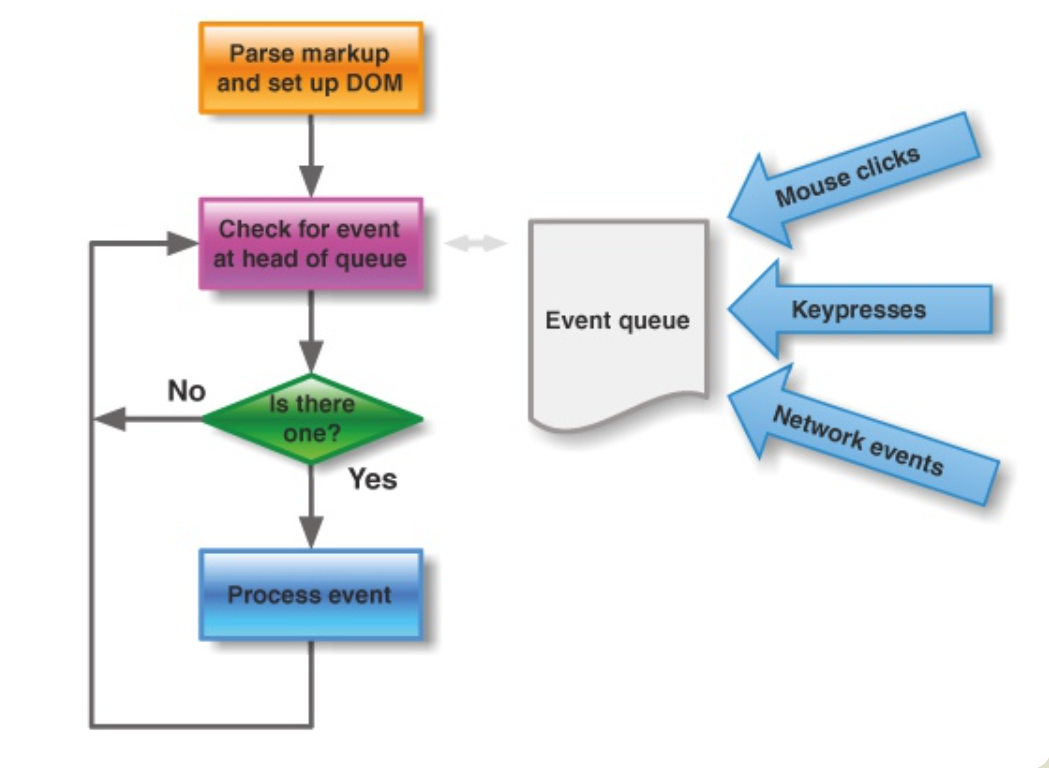 Parse markup
and set up DOM
Check for event
at head of queue
No
Is there
one?
Yes
Process event
Event queue
Mouse clicks
Keypresses
Network events